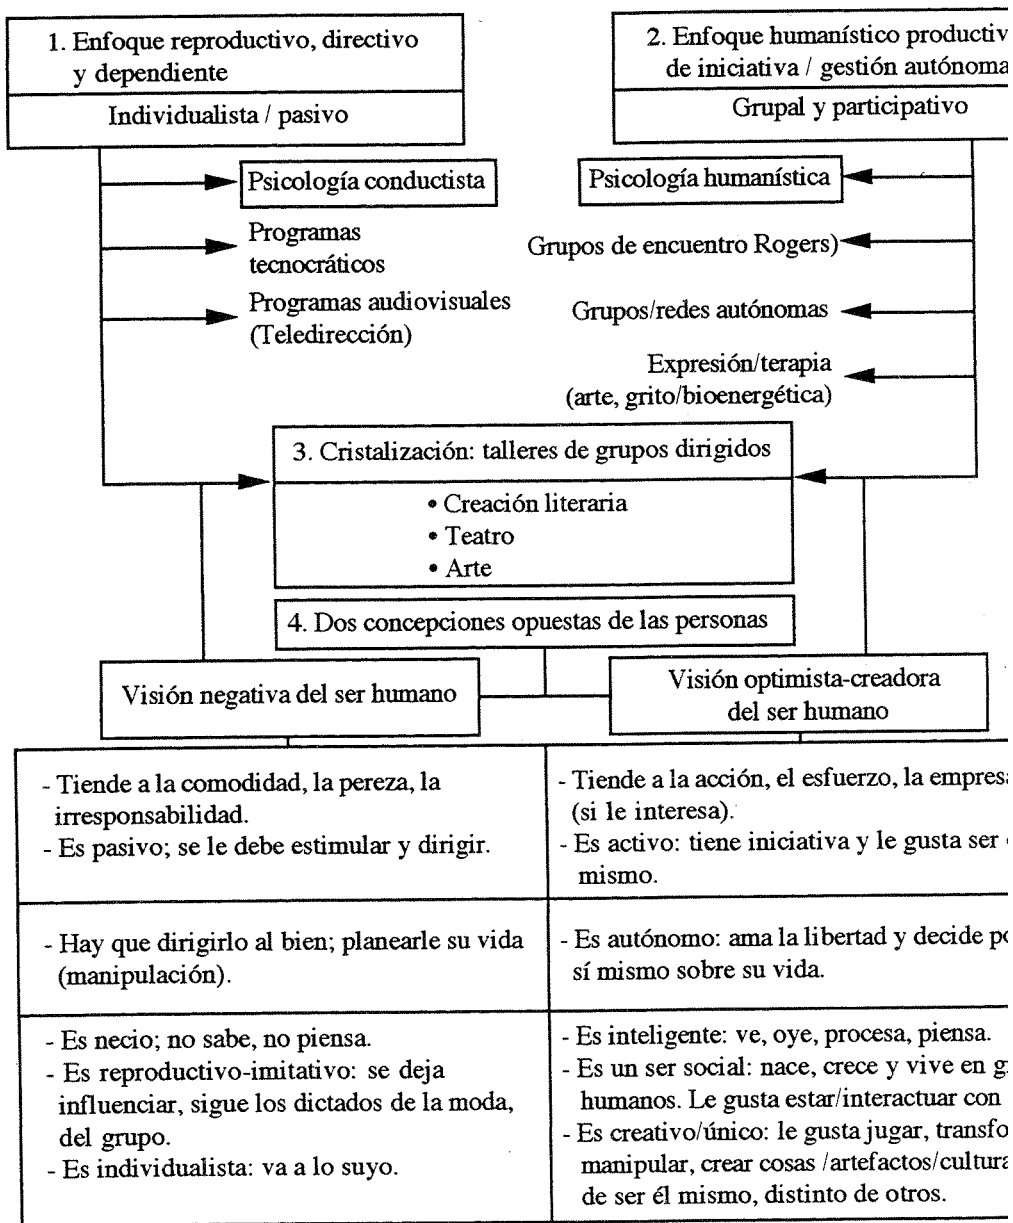 1. Enfoque reproductivo, directivo
y dependiente
Individualista / pasivo
2. Enfoque humanístico productiv
de iniciativa / gestión autónoma
Grupal y participativo
Psicología conductista
Programas
tecnocráticos
Programas audiovisuales
(Teledirección)
Psicología humanística
Grupos de encuentro Rogers)
Grupos/redes autónomas
Expresión/terapia
(arte, grito/bioenergética)
3. Cristalización: talleres de grupos dirigidos
• Creación literaria
• Teatro
• Arte
4. Dos concepciones opuestas de las personas
Visión negativa del ser humano
Visión optimista-creadora
del ser humano
- Tiende a la comodidad, la pereza, la
irresponsabilidad.
- Es pasivo; se le debe estimular y dirigir.
- Tiende a la acción, el esfuerzo, la empresa
(si le interesa).
- Es activo: tiene iniciativa y le gusta ser
mismo.
- Hay que dirigirlo al bien; planearle su vida
(manipulación).
- Es autónomo: ama la libertad y decide po
sí mismo sobre su vida.
- Es necio; no sabe, no piensa.
- Es reproductivo-imitativo: se deja
influenciar, sigue los dictados de la moda,
del grupo.
- Es individualista: va a lo suyo.
- Es inteligente: ve, oye, procesa, piensa.
- Es un ser social: nace, crece y vive en g
humanos. Le gusta estar/interactuar con
- Es creativo/único: le gusta jugar, transfo
manipular, crear cosas /artefactos/cultura
de ser él mismo, distinto de otros.